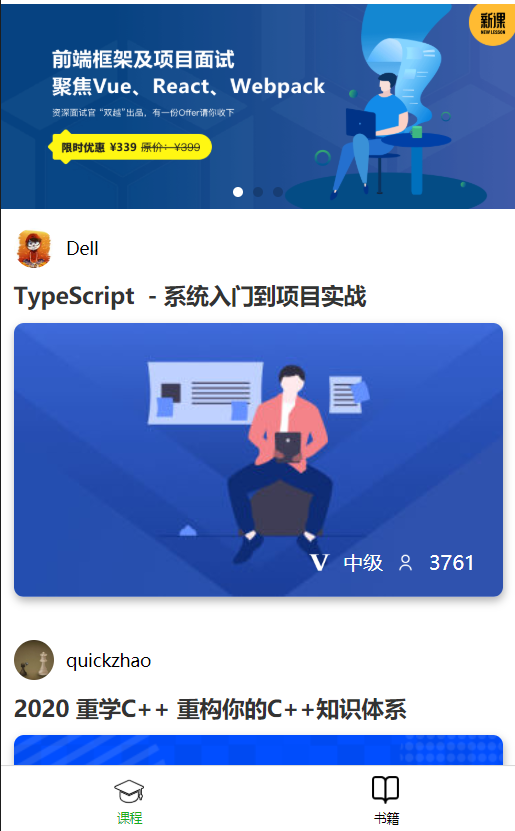 新课
NEW LESSON
前端框架及项目面试
聚焦Vue、React、Webpack
资深面试官“双越”出品，有一份Offer请你收下
限时优惠 ¥339 原价：¥399
Dell
TypeScript - 系统入门到项目实战
中级 3761
quickzhao
2020 重学C++ 重构你的C++知识体系
课程 书籍